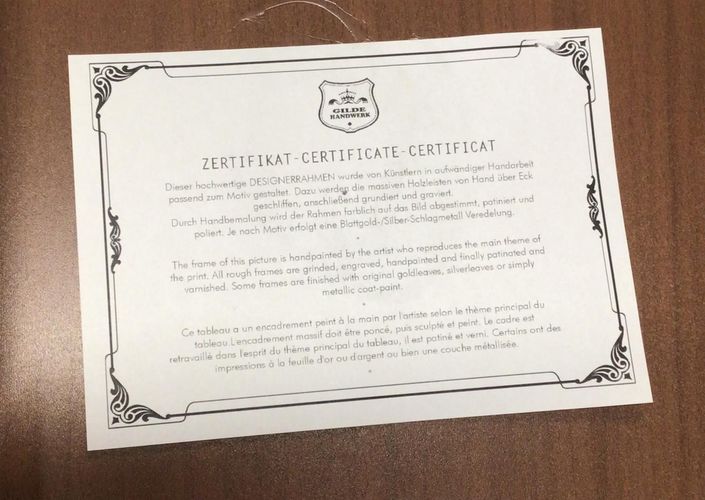 GILDE
HANDWERK
ZERTIFIKAT-CERTIFICATE-CERTIFICAT
Dieser hochwertige DESIGNERRAHMEN wurde von Künstlern in aufwändiger Handarbeit
passend zum Motiv gestaltet. Dazu werden die massiven Holzleisten von Hand über Eck
geschliffen, anschließend grundiert und graviert.
Durch Handbemalung wird der Rahmen farblich auf das Bild abgestimmt, patiniert und
poliert. Je nach Motiv erfolgt eine Blattgold-/Silber-Schlagmetall Veredelung.
The frame of this picture is handpainted by the artist who reproduces the main theme of
the print. All rough frames are grinded, engraved, handpainted and finally patinated and
varnished. Some frames are finished with original goldleaves, silverleaves or simply
metallic coat-paint.
Ce tableau a un encadrement peint à la main par l'artiste selon le thème principal du
tableau L'encadrement massif doit être poncé, puis sculpté et peint. Le cadre est
retravaillé dans l'esprit du thème principal du tableau, il est patiné et verni. Certains ont des
impressions à la feuille d'or ou d'argent ou bien une couche métallisée.